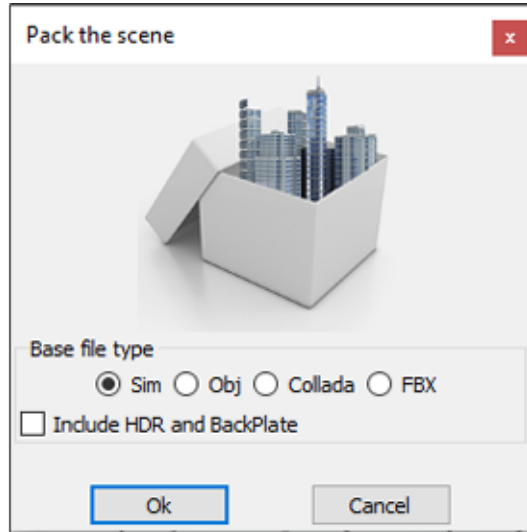 Pack the scene
x
Base file type
Sim Obj Collada FBX
Include HDR and BackPlate
Ok Cancel